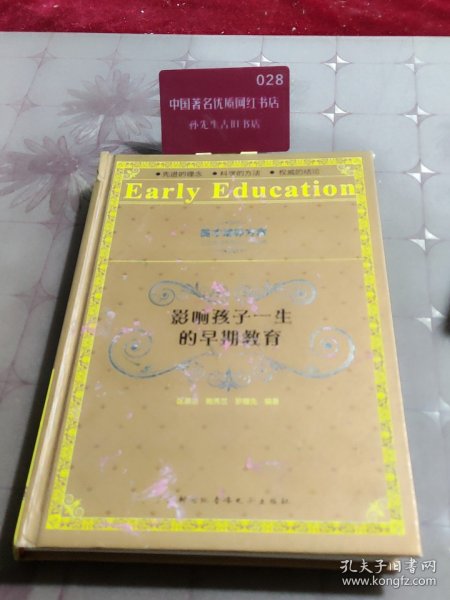 028
中国著名优质网红书店
孙先生古旧书店
• 先进的理念 • 科学的方法 • 权威的结论
Early Education
影响孩子一生
的早期教育
编著
孔夫子旧书网
www.kongfz.com